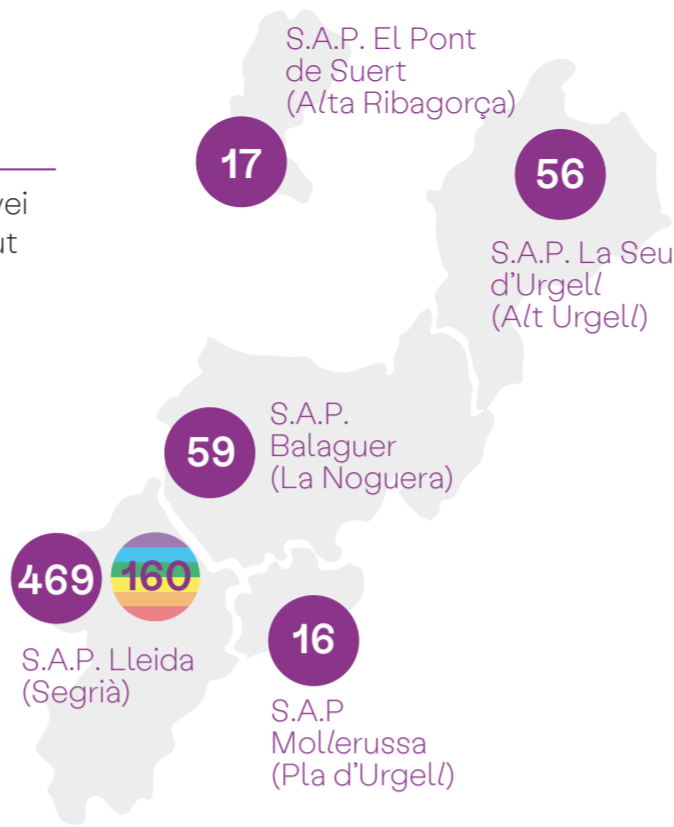 S.A.P. El Pont
de Suert
(Alta Ribagorça)
17
56
S.A.P. La Seu
d'Urgell
(Alt Urgell)
59
S.A.P.
Balaguer
(La Noguera)
469
160
S.A.P. Lleida
(Segrià)
16
S.A.P
Mollerussa
(Pla d'Urgell)